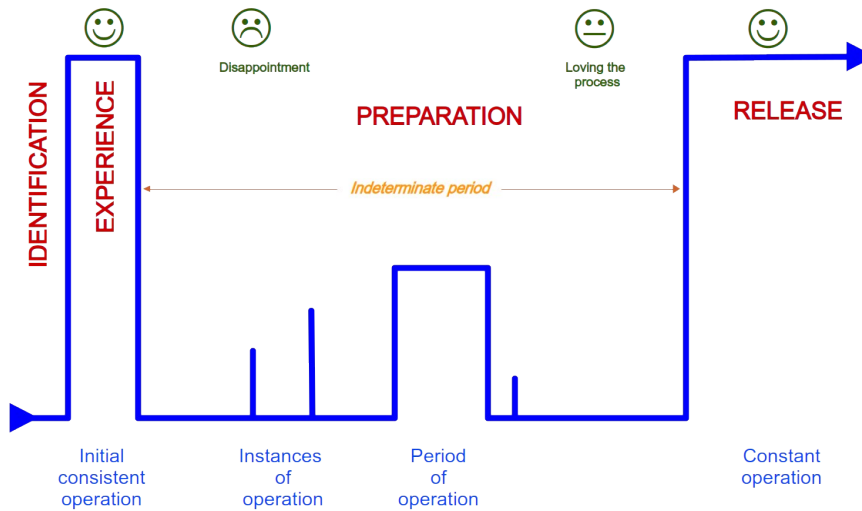 Disappointment
Loving the
process
IDENTIFICATION
EXPERIENCE
PREPARATION
RELEASE
Indeterminate period
Initial
consistent
operation
Instances
of
operation
Period
of
operation
Constant
operation